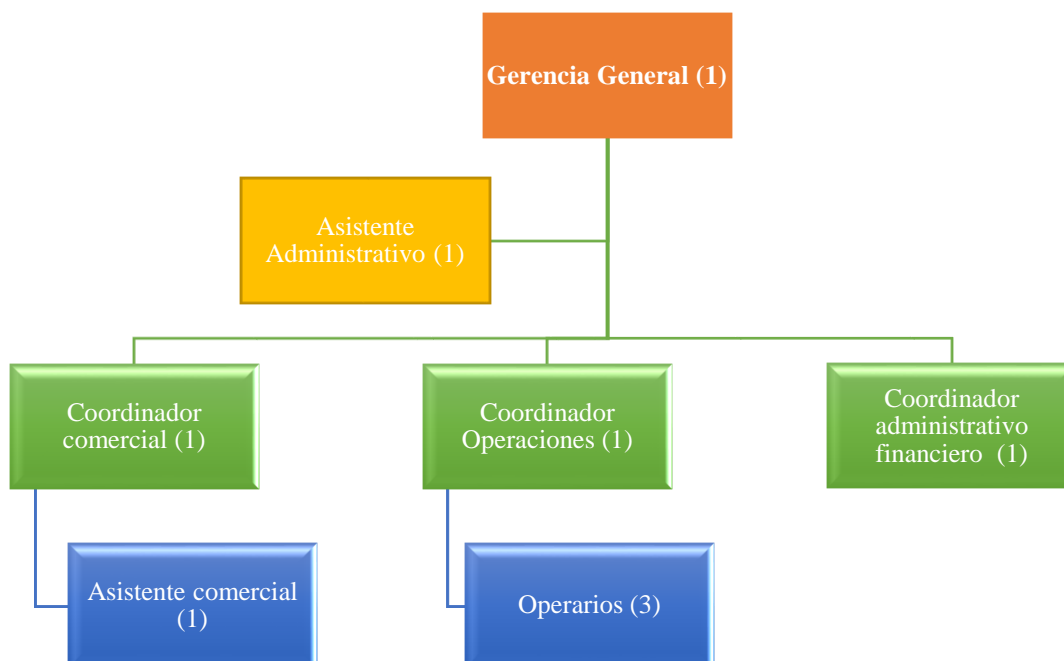 Gerencia General (1)
Asistente
Administrativo (1)
Coordinador
comercial (1)
Coordinador
Operaciones (1)
Coordinador
administrativo
financiero (1)
Asistente comercial
(1)
Operarios (3)